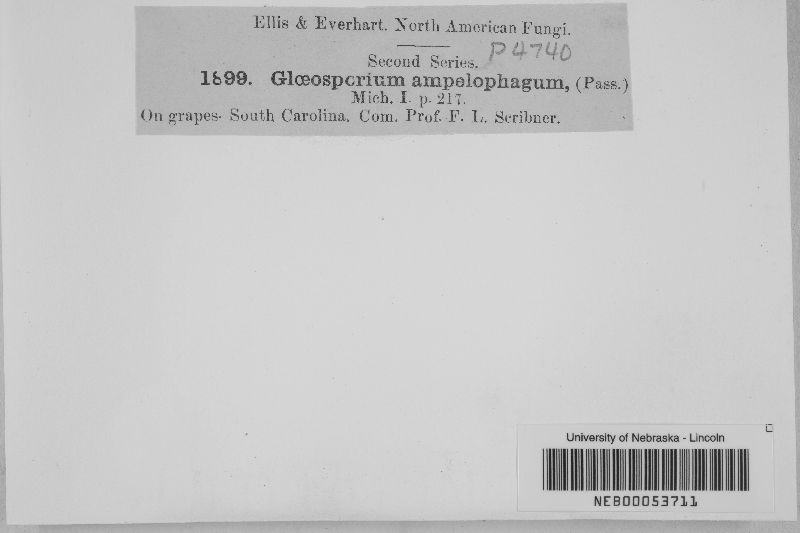 Ellis & Everhart. North American Fungi.
Second Series. P4740
1899. Glœosporium ampelophagum, (Pass.)
Mich. I. p. 217.
On grapes- South Carolina, Com. Prof. F. L. Scribner.
University of Nebraska - Lincoln
NEB00053711